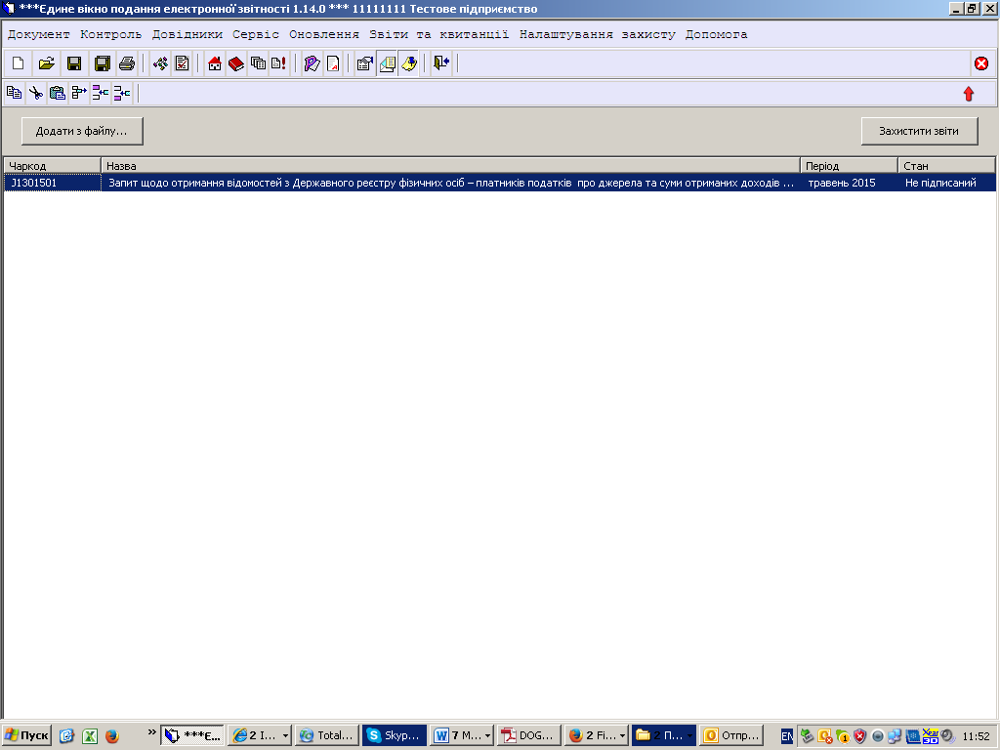 ***Єдине вікно подання електронної звітності 1.14.0 *** 11111111 Тестове підприємство
Документ Контроль Довідники Сервіс Оновлення Звіти та квитанції Налаштування захисту Допомога
Додати з файлу... Захистити звіти
Чаркод Назва Період Стан
J1301501 Запит щодо отримання відомостей з Державного реєстру фізичних осіб – платників податків про джерела та суми отриманих доходів ... травень 2015 Не підписаний
Пуск » ***Є... 2 I... Total... Skyp... 7 M... DOG... 2 Fi... 2 П... Отпр... EN 11:52